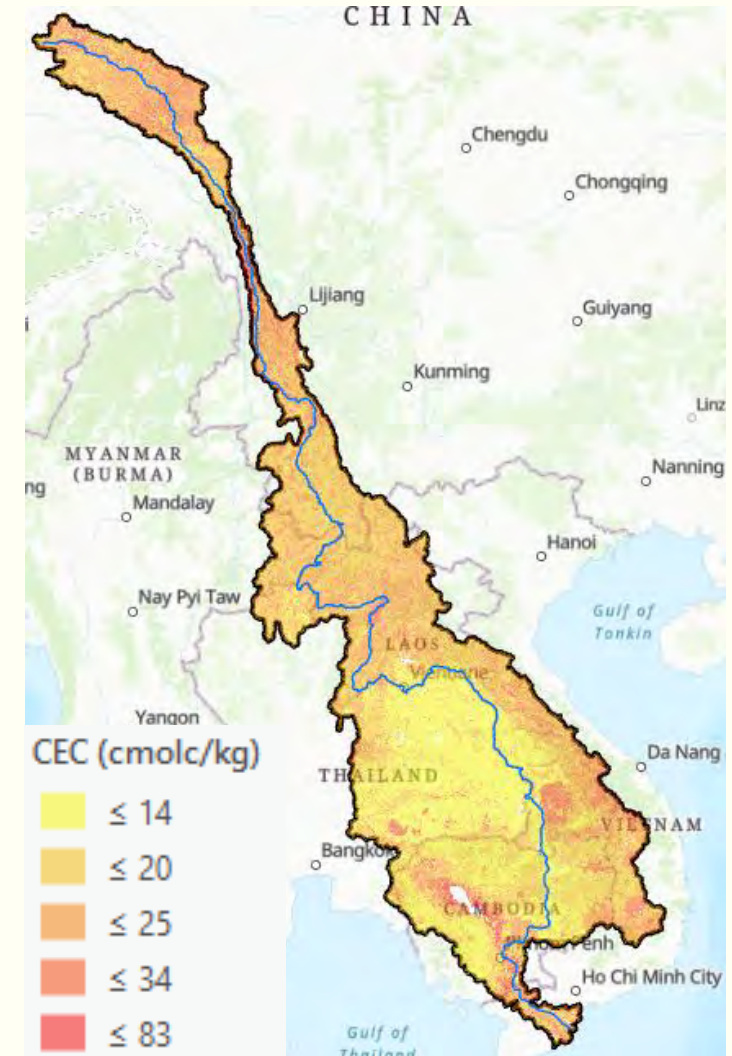 CHINA
Chengdu
Chongqing
Lijiang
Guiyang
Kunming
Linz
MYANMAR
(BURMA)
Nanning
ng
Mandalay
Hanoi
Nay Pyi Taw
Gulf of
Tonkin
LAOS
Vientiane
Yangon
CEC (cmolc/kg)
Da Nang
THAILAND
≤ 14
VIETNAM
Bangkok
≤ 20
CAMBODIA
≤ 25
Penh
Ho Chi Minh City
≤ 34
≤ 83
Gulf of
Thailand